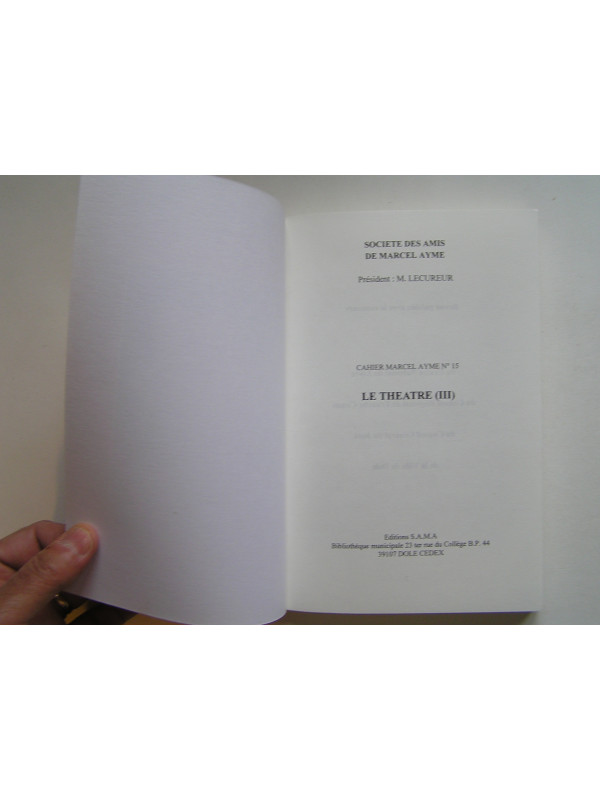 SOCIETE DES AMIS
DE MARCEL AYME
Président : M. LECUREUR
CAHIER MARCEL AYME N° 15
LE THEATRE (III)
Editions S.A.M.A
Bibliothèque municipale 23 ter rue du Collège B.P. 44
39107 DOLE CEDEX